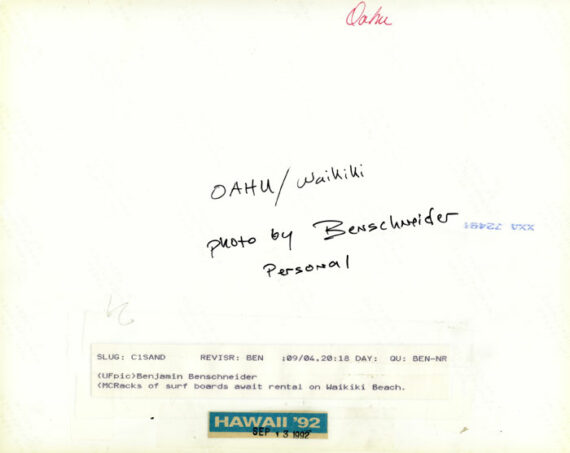 Oahu
OAHU/Waikiki
photo by Benschneider
Personal
XXA 72491
SLUG: C1SAND REVISR: BEN :09/04.20:18 DAY: QU: BEN-NR
(UFpic)Benjamin Benschneider
(MCRacks of surf boards await rental on Waikiki Beach.
HAWAII '92
SEP 13 1992